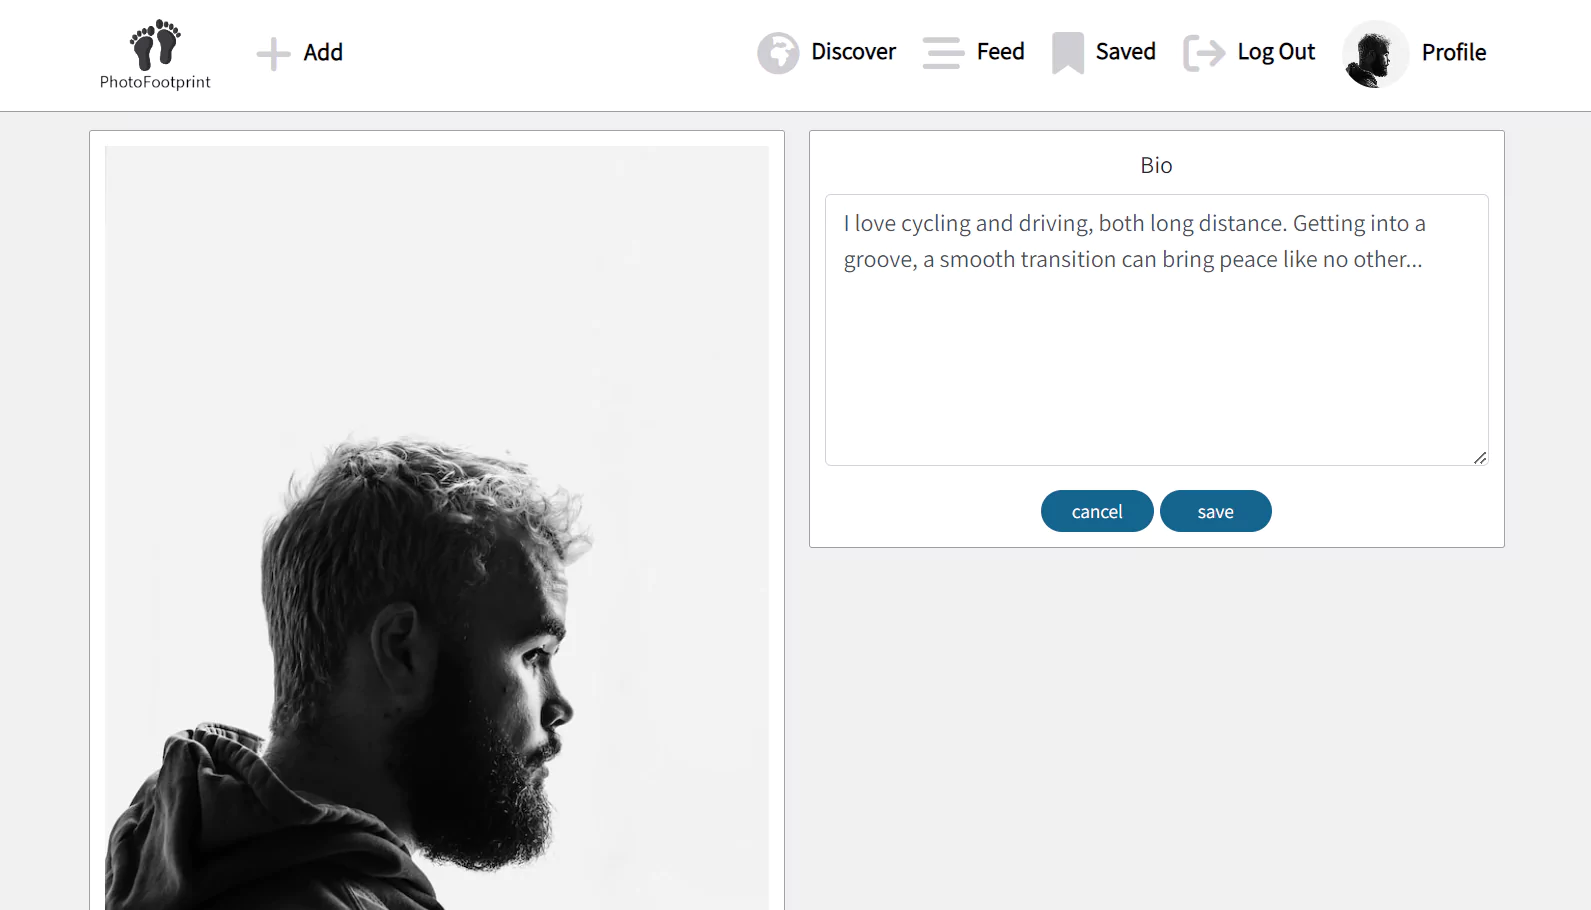 PhotoFootprint
Add
Discover
Feed
Saved
Log Out
Profile
Bio
I love cycling and driving, both long distance. Getting into a
groove, a smooth transition can bring peace like no other...
cancel
save